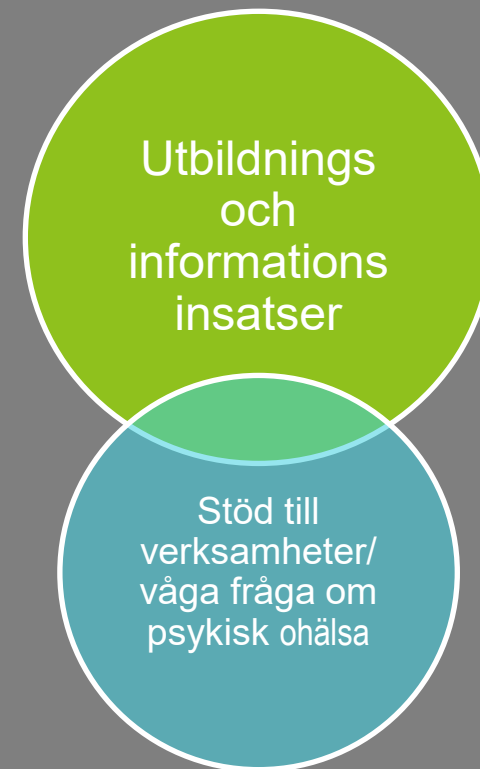 Utbildnings
och
informations
insatser
Stöd till
verksamheter/
våga fråga om
psykisk ohälsa